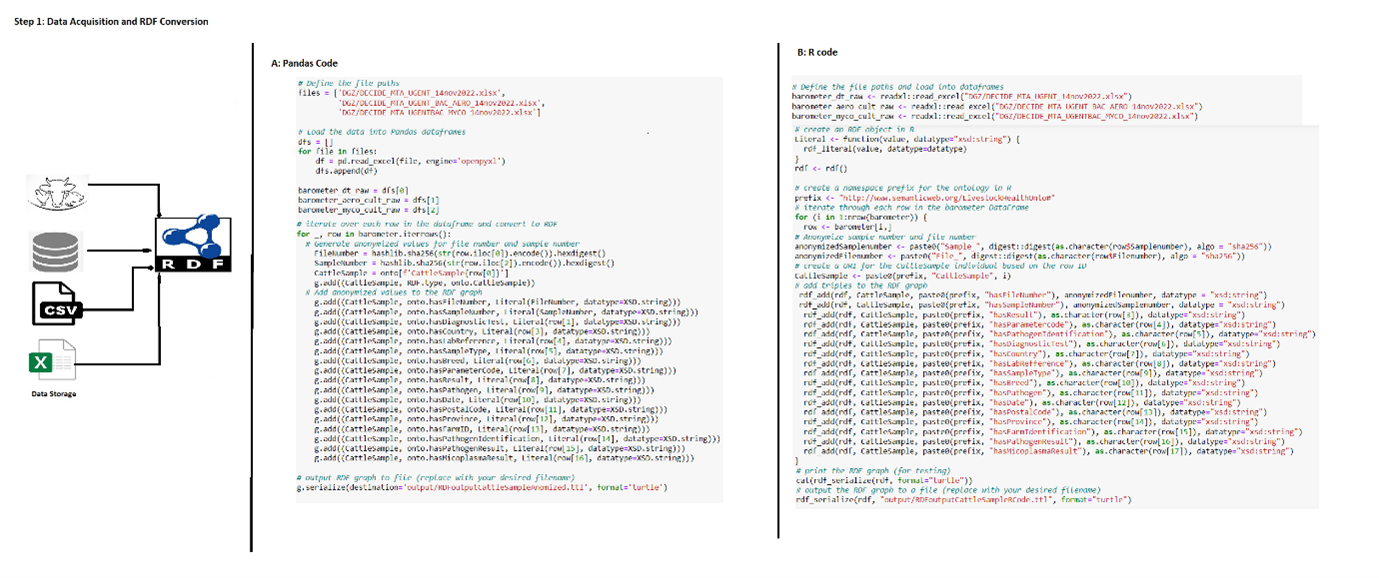 Step 1: Data Acquisition and RDF Conversion
RDF
CSV
X
Data Storage
A: Pandas Code
# Define the file paths
files = ['DGZ/DECIDE_MTA_UGENT_14nov2022.xlsx',
'DGZ/DECIDE_MTA_UGENT_BAC_AERO_14nov2022.xlsx',
'DGZ/DECIDE_MTA_UGENTBAC_MYCO_14nov2022.xlsx']
# Load the data into Pandas dataframes
dfs = []
for file in files:
df = pd.read_excel(file, engine='openpyxl')
dfs.append(df)
barometer_dt_raw = dfs[0]
barometer_aero_cult_raw = dfs[1]
barometer_myco_cult_raw = dfs[2]
# iterate over each row in the dataframe and convert to RDF
for _, row in barometer.iterrows():
# Generate anonymized values for file number and sample number
FileNumber = hashlib.sha256(str(row.iloc[0]).encode()).hexdigest()
SampleNumber = hashlib.sha256(str(row.iloc[2]).encode()).hexdigest()
CattleSample = onto[f'CattleSample{row[0]}']
g.add((CattleSample, RDF.type, onto.CattleSample))
# Add anonymized values to the RDF graph
g.add((CattleSample, onto.hasFileNumber, Literal(FileNumber, datatype=XSD.string)))
g.add((CattleSample, onto.hasSampleNumber, Literal(SampleNumber, datatype=XSD.string)))
g.add((CattleSample, onto.hasDiagnosticTest, Literal(row[1], datatype=XSD.string)))
g.add((CattleSample, onto.hasCountry, Literal(row[3], datatype=XSD.string)))
g.add((CattleSample, onto.hasLabReference, Literal(row[4], datatype=XSD.string)))
g.add((CattleSample, onto.hasSampleType, Literal(row[5], datatype=XSD.string)))
g.add((CattleSample, onto.hasBreed, Literal(row[6], datatype=XSD.string)))
g.add((CattleSample, onto.hasParameterCode, Literal(row[7], datatype=XSD.string)))
g.add((CattleSample, onto.hasResult, Literal(row[8], datatype=XSD.string)))
g.add((CattleSample, onto.hasPathogen, Literal(row[9], datatype=XSD.string)))
g.add((CattleSample, onto.hasDate, Literal(row[10], datatype=XSD.string)))
g.add((CattleSample, onto.hasPostalCode, Literal(row[11], datatype=XSD.string)))
g.add((CattleSample, onto.hasProvince, Literal(row[12], datatype=XSD.string)))
g.add((CattleSample, onto.hasFarmID, Literal(row[13], datatype=XSD.string)))
g.add((CattleSample, onto.hasPathogenIdentification, Literal(row[14], datatype=XSD.string)))
g.add((CattleSample, onto.hasPathogenResult, Literal(row[15], datatype=XSD.string)))
g.add((CattleSample, onto.hasMicoplasmaResult, Literal(row[16], datatype=XSD.string)))
# output RDF graph to file (replace with your desired filename)
g.serialize(destination='output/RDFoutputCattleSampleAnomized.ttl', format='turtle')
B: R code
# Define the file paths and load into dataframes
barometer_dt_raw <- readxl::read_excel("DGZ/DECIDE_MTA_UGENT_14nov2022.xlsx")
barometer_aero_cult_raw <- readxl::read_excel("DGZ/DECIDE_MTA_UGENT_BAC_AERO_14nov2022.xlsx")
barometer_myco_cult_raw <- readxl::read_excel("DGZ/DECIDE_MTA_UGENTBAC_MYCO_14nov2022.xlsx")
# create an RDF object in R
Literal <- function(value, datatype="xsd:string") {
rdf_literal(value, datatype=datatype)
}
rdf <- rdf()
# create a namespace prefix for the ontology in R
prefix <- "http://www.semanticweb.org/LivestockHealthOnto#"
# iterate through each row in the barometer DataFrame
for (i in 1:nrow(barometer)) {
row <- barometer[i,]
# Anonymize sample number and file number
anonymizedSamplenumber <- paste0("Sample_", digest::digest(as.character(row$Samplenumber), algo = "sha256"))
anonymizedFilenumber <- paste0("File_", digest::digest(as.character(row$Filenumber), algo = "sha256"))
# create a URI for the CattleSample individual based on the row ID
CattleSample <- paste0(prefix, "CattleSample", i)
# add triples to the RDF graph
rdf_add(rdf, CattleSample, paste0(prefix, "hasFileNumber"), anonymizedFilenumber, datatype = "xsd:string")
rdf_add(rdf, CattleSample, paste0(prefix, "hasSampleNumber"), anonymizedSamplenumber, datatype = "xsd:string")
rdf_add(rdf, CattleSample, paste0(prefix, "hasResult"), as.character(row[3]), datatype="xsd:string")
rdf_add(rdf, CattleSample, paste0(prefix, "hasParametercode"), as.character(row[4]), datatype="xsd:string")
rdf_add(rdf, CattleSample, paste0(prefix, "hasPathogenIdentification"), as.character(row[5]), datatype="xsd:string")
rdf_add(rdf, CattleSample, paste0(prefix, "hasDiagnosticTest"), as.character(row[6]), datatype="xsd:string")
rdf_add(rdf, CattleSample, paste0(prefix, "hasCountry"), as.character(row[7]), datatype="xsd:string")
rdf_add(rdf, CattleSample, paste0(prefix, "hasLabRefference"), as.character(row[8]), datatype="xsd:string")
rdf_add(rdf, CattleSample, paste0(prefix, "hasSampleType"), as.character(row[9]), datatype="xsd:string")
rdf_add(rdf, CattleSample, paste0(prefix, "hasBreed"), as.character(row[10]), datatype="xsd:string")
rdf_add(rdf, CattleSample, paste0(prefix, "hasPathogen"), as.character(row[11]), datatype="xsd:string")
rdf_add(rdf, CattleSample, paste0(prefix, "hasDate"), as.character(row[12]), datatype="xsd:string")
rdf_add(rdf, CattleSample, paste0(prefix, "hasPostalCode"), as.character(row[13]), datatype="xsd:string")
rdf_add(rdf, CattleSample, paste0(prefix, "hasProvince"), as.character(row[14]), datatype="xsd:string")
rdf_add(rdf, CattleSample, paste0(prefix, "hasFarmIdentification"), as.character(row[15]), datatype="xsd:string")
rdf_add(rdf, CattleSample, paste0(prefix, "hasPathogenResult"), as.character(row[16]), datatype="xsd:string")
rdf_add(rdf, CattleSample, paste0(prefix, "hasMicoplasmaResult"), as.character(row[17]), datatype="xsd:string")
}
# print the RDF graph (for testing)
cat(rdf_serialize(rdf, format="turtle"))
# output the RDF graph to a file (replace with your desired filename)
rdf_serialize(rdf, "output/RDFoutputCattleSampleRCode.ttl", format="turtle")